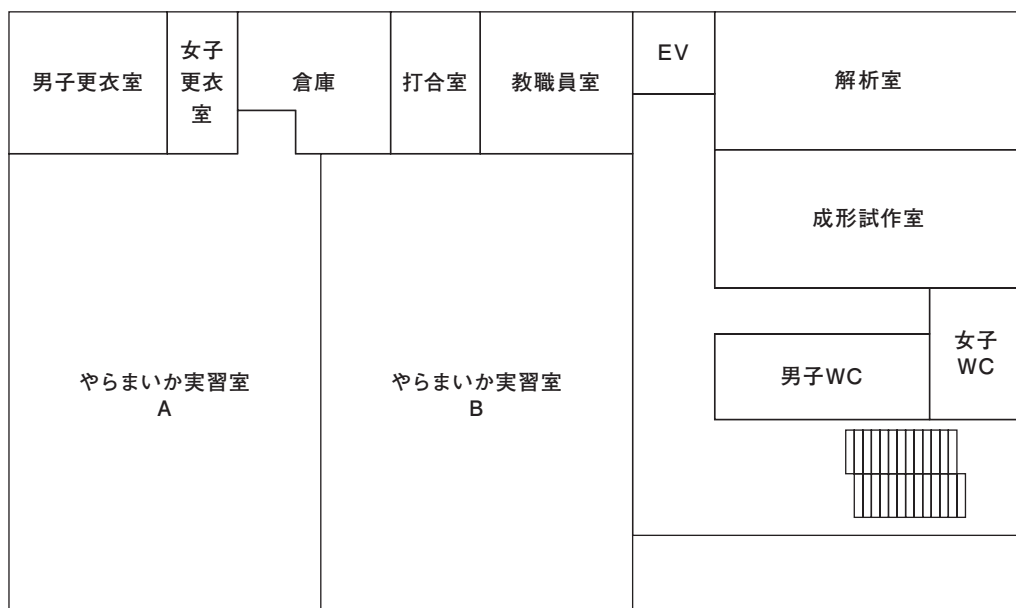 男子更衣室
女子
更衣
室
倉庫
打合室
教職員室
EV
解析室
成形試作室
やらまいか実習室
A
やらまいか実習室
B
男子WC
女子
WC